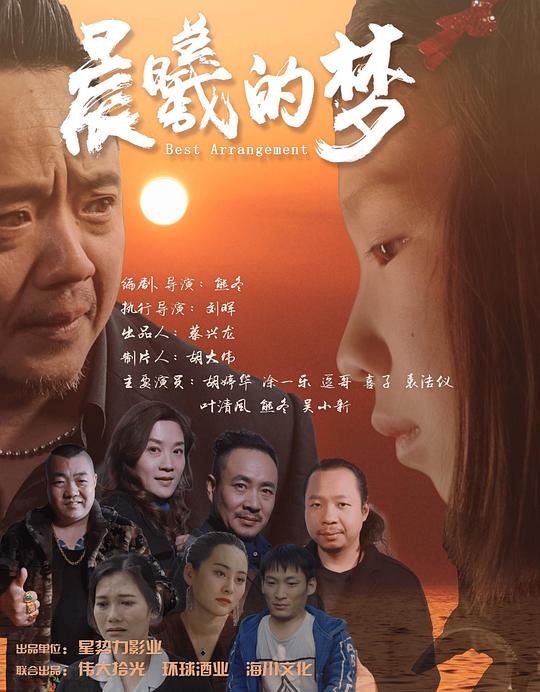 晨曦的梦
Best Arrangement
编剧、导演：熊冬
执行导演：刘晖
出品人：蔡兴龙
制片人：胡大伟
主要演员：胡婷华 涂一乐 逗哥 喜子 袁法仪
叶清風 熊冬 吴小新
出品单位：星势力影业
联合出品：伟大拾光 环球酒业 海川文化